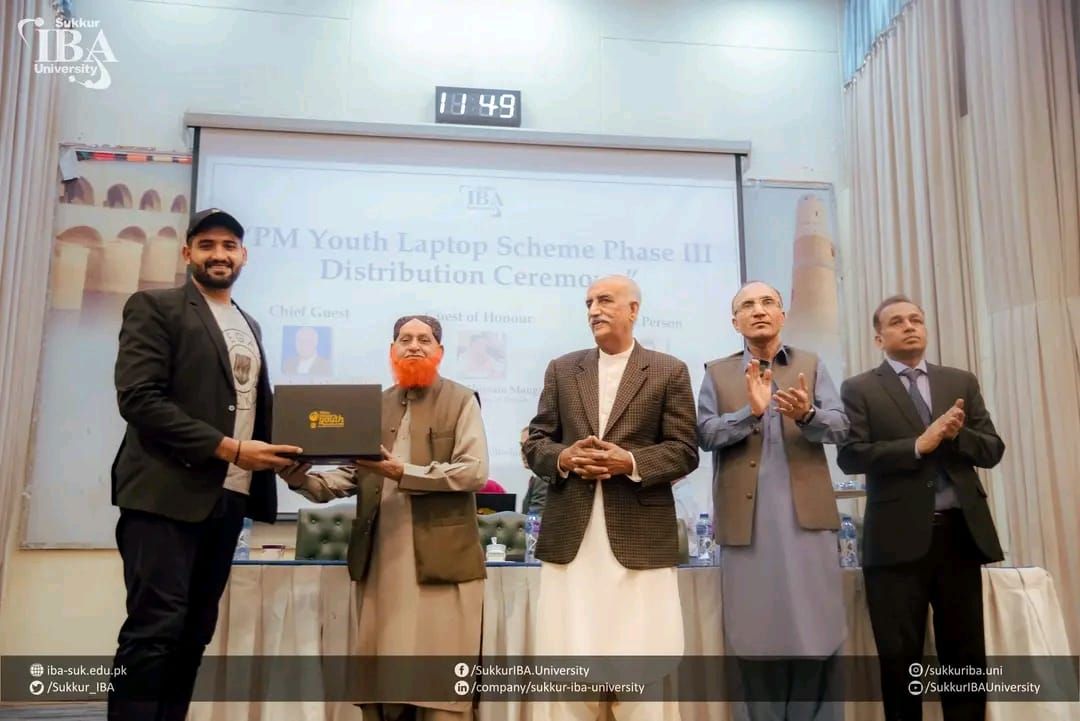 Sukkur
IBA
University
11:49
IBA
"PM Youth Laptop Scheme Phase III
Distribution Ceremony"
Chief Guest
Guest of Honour
Person
youth
iba-suk.edu.pk
/Sukkur_IBA
/SukkurIBA.University
/company/sukkur-iba-university
/sukkuriba.uni
/SukkurIBAUniversity